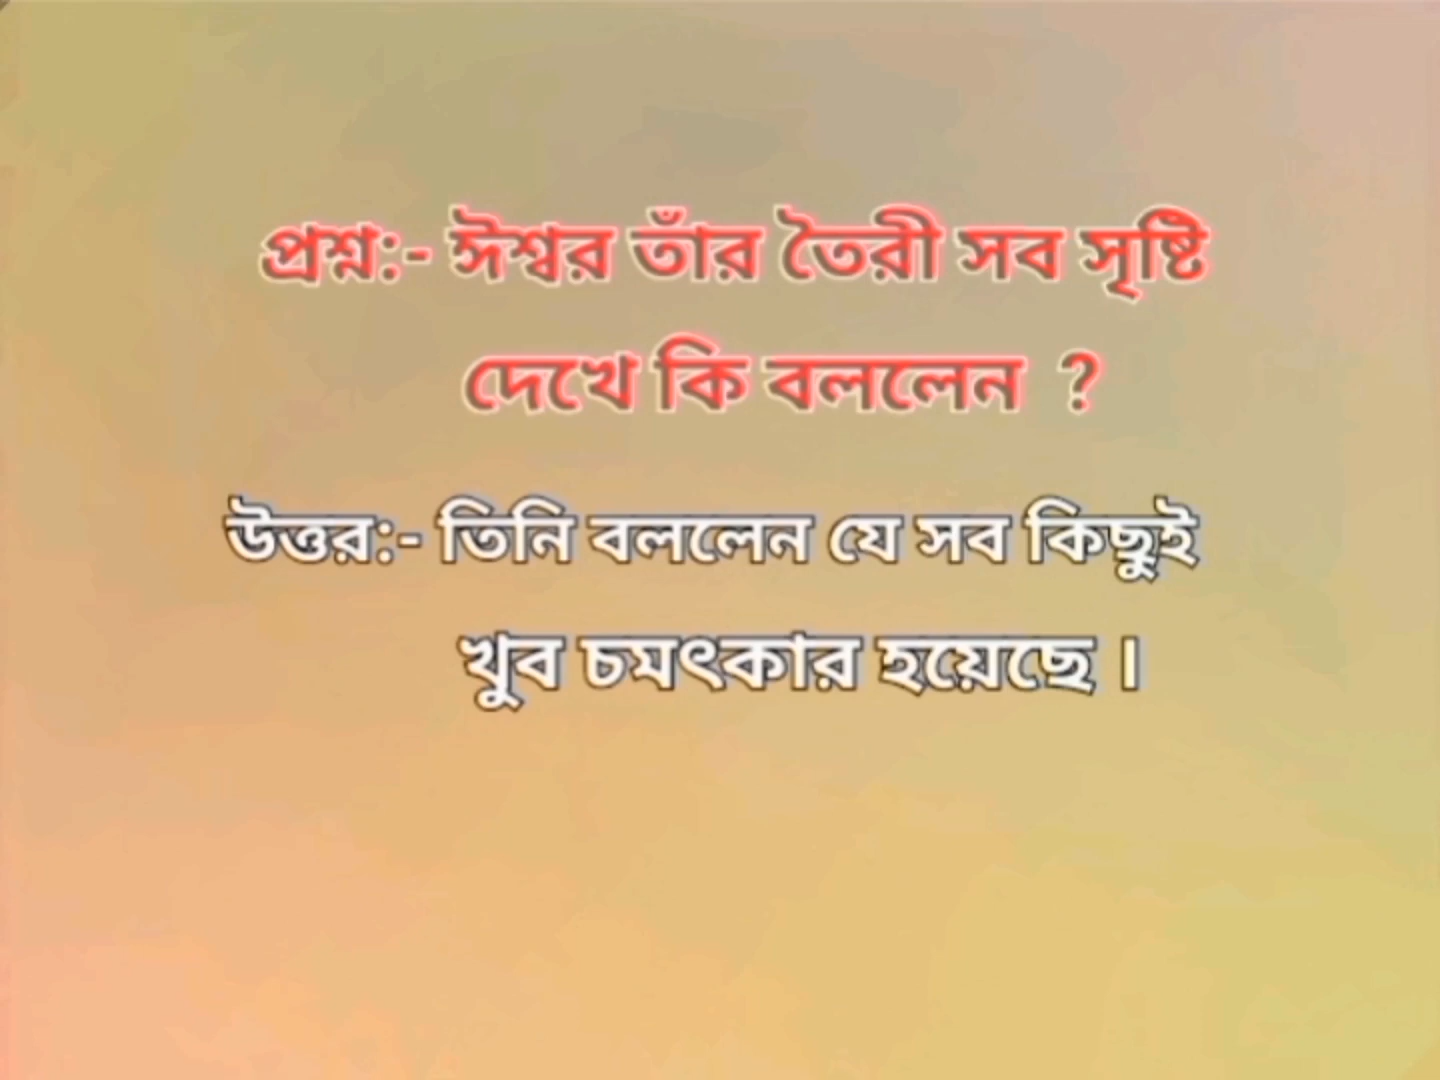 প্রশ্ন:- ঈশ্বর তাঁর তৈরী সব সৃষ্টি
দেখে কি বললেন ?
উত্তর:- তিনি বললেন যে সব কিছুই
খুব চমৎকার হয়েছে ।